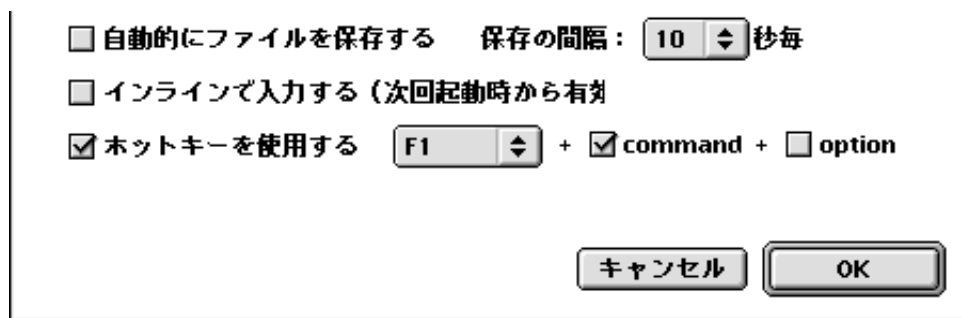 自動的にファイルを保存する 保存の間隔： 10 秒毎
インラインで入力する（次回起動時から有
ホットキーを使用する F1 + command + option
キャンセル OK